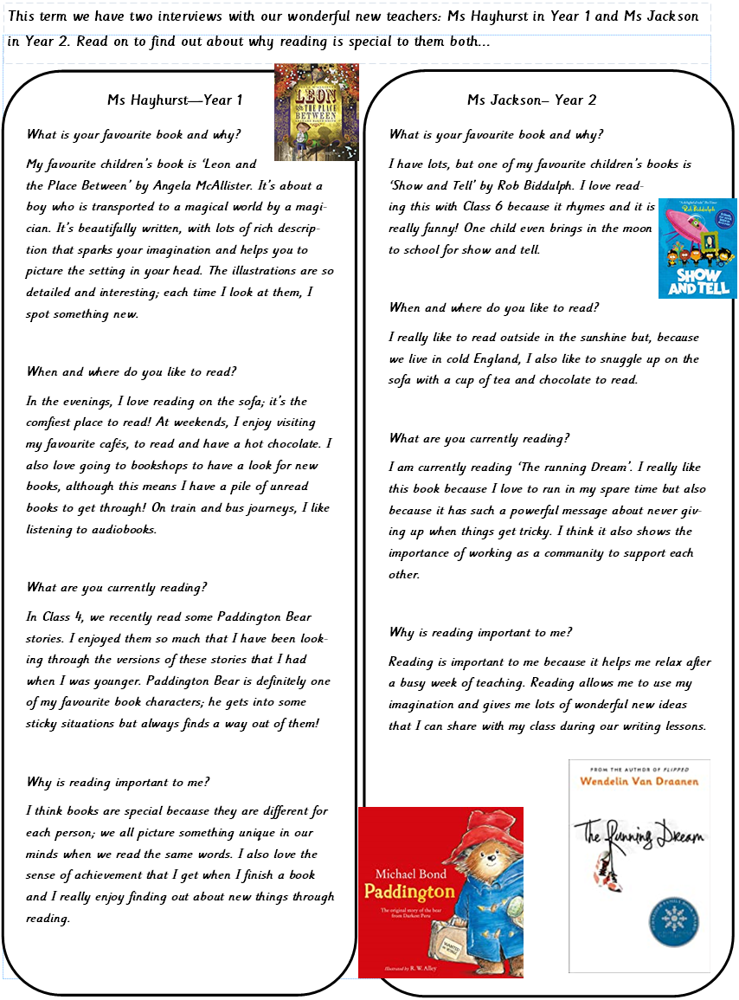 This term we have two interviews with our wonderful new teachers: Ms Hayhurst in Year 1 and Ms Jackson
in Year 2. Read on to find out about why reading is special to them both...
Ms Hayhurst—Year 1
What is your favourite book and why?
My favourite children's book is 'Leon and
the Place Between' by Angela McAllister. It's about a
boy who is transported to a magical world by a magi-
cian. It's beautifully written, with lots of rich descrip-
tion that sparks your imagination and helps you to
picture the setting in your head. The illustrations are so
detailed and interesting; each time I look at them, I
spot something new.
When and where do you like to read?
In the evenings, I love reading on the sofa; it's the
comfiest place to read! At weekends, I enjoy visiting
my favourite cafés, to read and have a hot chocolate. I
also love going to bookshops to have a look for new
books, although this means I have a pile of unread
books to get through! On train and bus journeys, I like
listening to audiobooks.
What are you currently reading?
In Class 4, we recently read some Paddington Bear
stories. I enjoyed them so much that I have been look-
ing through the versions of these stories that I had
when I was younger. Paddington Bear is definitely one
of my favourite book characters; he gets into some
sticky situations but always finds a way out of them!
Why is reading important to me?
I think books are special because they are different for
each person; we all picture something unique in our
minds when we read the same words. I also love the
sense of achievement that I get when I finish a book
and I really enjoy finding out about new things through
reading.
LEON
THE PLACE
BETWEEN
Ms Jackson– Year 2
What is your favourite book and why?
I have lots, but one of my favourite children's books is
'Show and Tell' by Rob Biddulph. I love read-
ing this with Class 6 because it rhymes and it is
really funny! One child even brings in the moon
to school for show and tell.
When and where do you like to read?
I really like to read outside in the sunshine but, because
we live in cold England, I also like to snuggle up on the
sofa with a cup of tea and chocolate to read.
What are you currently reading?
I am currently reading 'The running Dream'. I really like
this book because I love to run in my spare time but also
because it has such a powerful message about never giv-
ing up when things get tricky. I think it also shows the
importance of working as a community to support each
other.
Why is reading important to me?
Reading is important to me because it helps me relax after
a busy week of teaching. Reading allows me to use my
imagination and gives me lots of wonderful new ideas
that I can share with my class during our writing lessons.
Rob Biddulph
SHOW
AND TELL
Michael Bond
Paddington
The original story of the bear
from Darkest Peru
WANTED
Illustrated by R. W. Alley
FROM THE AUTHOR OF FLIPPED
Wendelin Van Draanen
The Running Dream